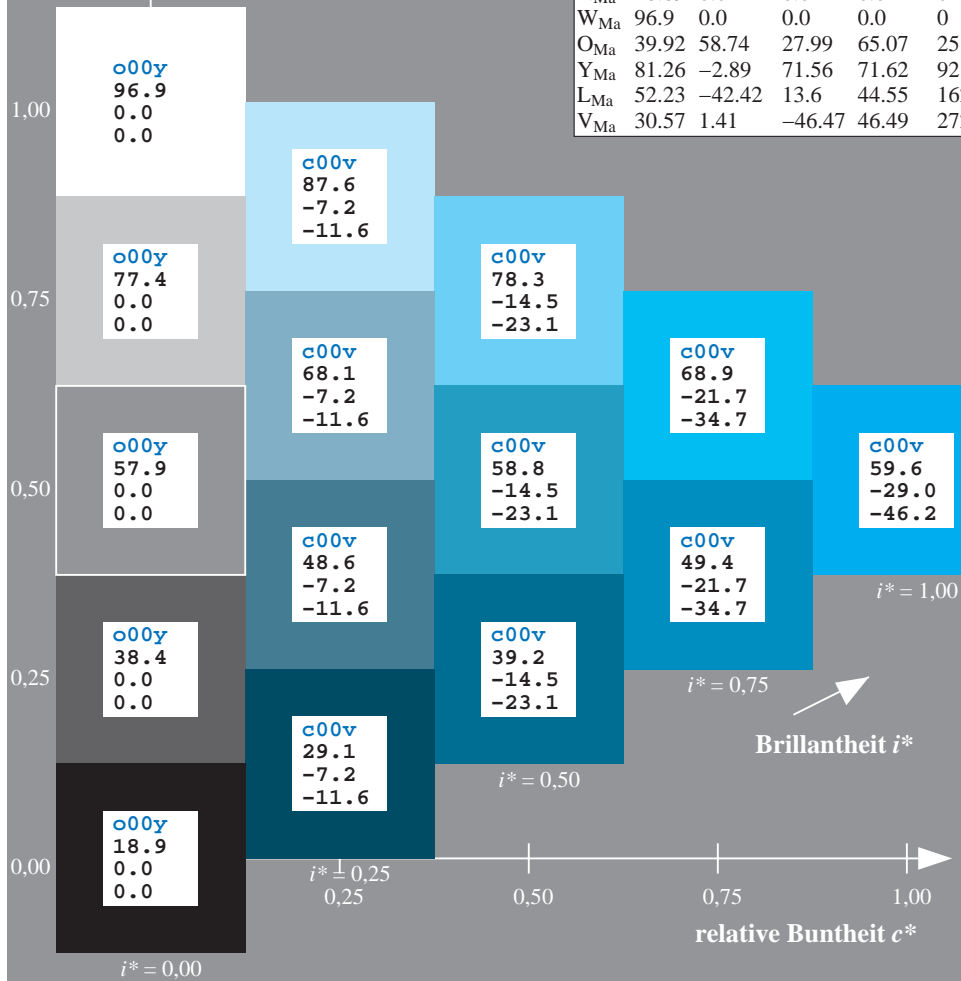 W_Ma 96.9 0.0 0.0 0.0 0
O_Ma 39.92 58.74 27.99 65.07 25
Y_Ma 81.26 −2.89 71.56 71.62 92
L_Ma 52.23 −42.42 13.6 44.55
V_Ma 30.57 1.41 −46.47 46.49
1,00
0,75
0,50
0,25
0,00
o00y
96.9
0.0
0.0
o00y
77.4
0.0
0.0
o00y
57.9
0.0
0.0
o00y
38.4
0.0
0.0
o00y
18.9
0.0
0.0
i* = 0,00
c00v
87.6
-7.2
-11.6
c00v
68.1
-7.2
-11.6
c00v
48.6
-7.2
-11.6
c00v
29.1
-7.2
-11.6
i* = 0,25
c00v
78.3
-14.5
-23.1
c00v
58.8
-14.5
-23.1
c00v
39.2
-14.5
-23.1
i* = 0,50
c00v
68.9
-21.7
-34.7
c00v
49.4
-21.7
-34.7
i* = 0,75
c00v
59.6
-29.0
-46.2
i* = 1,00
Brillantheit i*
0,25 0,50 0,75 1,00
relative Buntheit c*